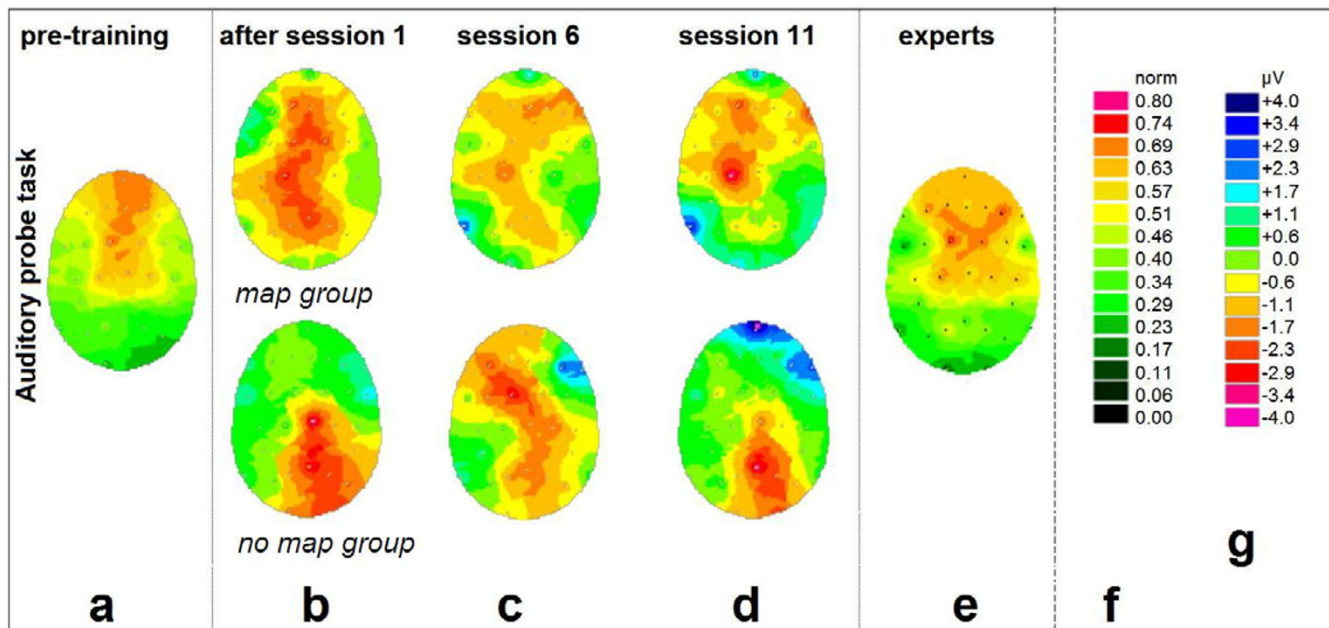 pre-training
after session 1
session 6
session 11
experts
Auditory probe task
map group
no map group
norm
0.80
0.74
0.69
0.63
0.57
0.51
0.46
0.40
0.34
0.29
0.23
0.17
0.11
0.06
0.00
µV
+4.0
+3.4
+2.9
+2.3
+1.7
+1.1
+0.6
0.0
-0.6
-1.1
-1.7
-2.3
-2.9
-3.4
-4.0
a
b
c
d
e
f
g